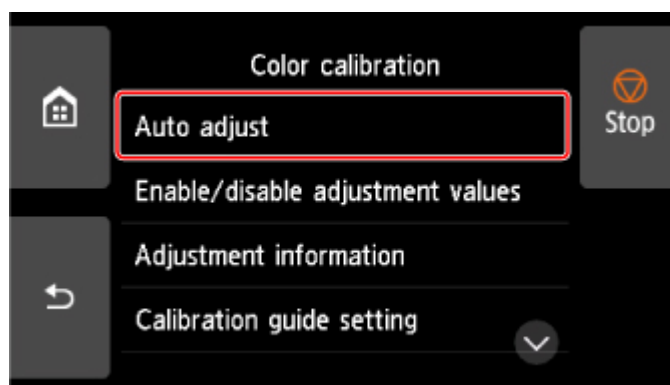 Color calibration
Auto adjust
Stop
Enable/disable adjustment values
Adjustment information
Calibration guide setting